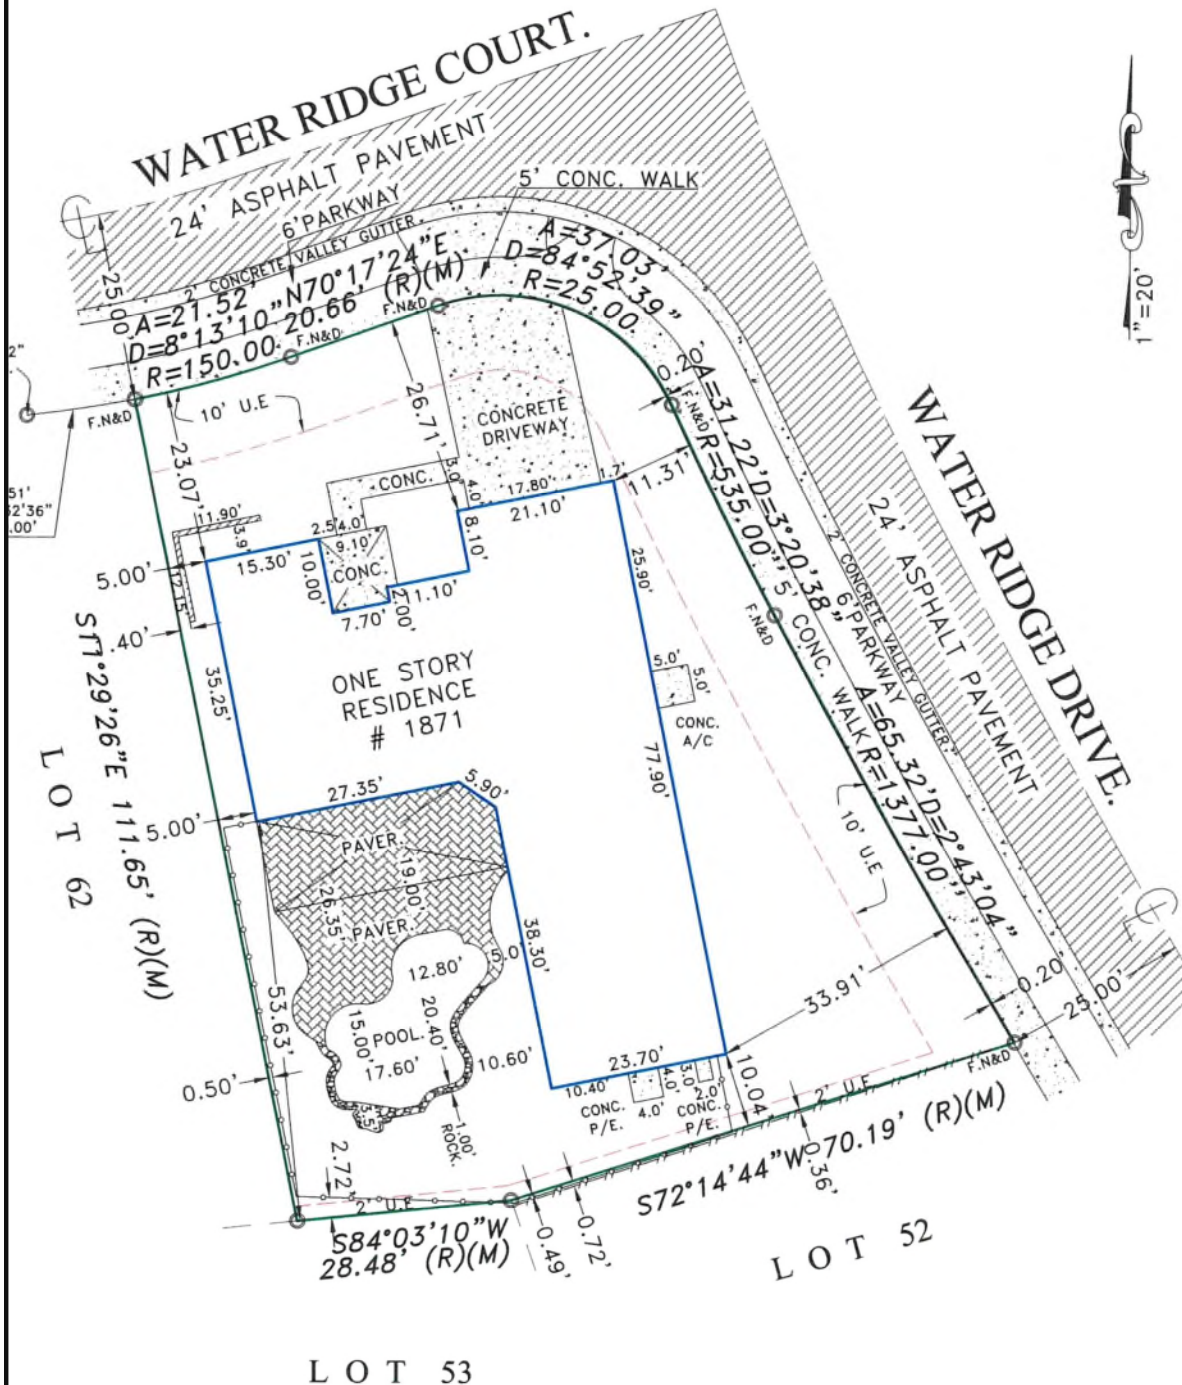 WATER RIDGE COURT.
24' ASPHALT PAVEMENT
6'PARKWAY
5' CONC. WALK
2' CONCRETE VALLEY GUTTER.
25.00'
A=21.52'
D=8°13'10"
R=150.00
N70°17'24"E
20.66' (R)(M)
A=37.03'
D=84°52'39"
R=25.00
F.N&D
F.N&D
F.N&D
F.N&D
F.N&D
F.N&D
1"=20'
2"
51'
52'36"
.00'
10' U.E
23.07'
26.71'
CONCRETE
DRIVEWAY
CONC.
3.0'
4.0'
17.80'
1.7'
21.10'
11.31'
0.20'
A=31.22'
D=3°20'38"
R=535.00"
5' CONC. WALK
WATER RIDGE DRIVE.
24' ASPHALT PAVEMENT
2' CONCRETE VALLEY GUTTER.
6'PARKWAY
A=65.32'
D=2°43'04"
R=1377.00"
11.90'
3.9'
12.15'
5.00'
.40'
15.30'
2.5'
4.0'
9.10'
CONC.
10.00'
7.70'
2.00'
11.10'
8.10'
25.90'
5.0'
5.0'
CONC.
A/C
77.90'
35.25'
ONE STORY
RESIDENCE
# 1871
27.35'
5.90'
5.00'
S17°29'26"E 111.65' (R)(M)
LOT 62
PAVER.
19.00'
26.35'
PAVER.
38.30'
5.0'
12.80'
53.63'
15.00'
POOL.
20.40'
17.60'
10.60'
3.5'
1.00'
ROCK.
0.50'
10' U.E
33.91'
0.20'
25.00'
23.70'
10.40'
CONC.
P/E.
4.0'
4.0'
3.0'
2.0'
CONC.
P/E.
10.04'
2' U.E
2.72'
2' U.E
S84°03'10"W
28.48' (R)(M)
0.49'
0.72'
S72°14'44"W 70.19' (R)(M)
0.36'
LOT 52
LOT 53